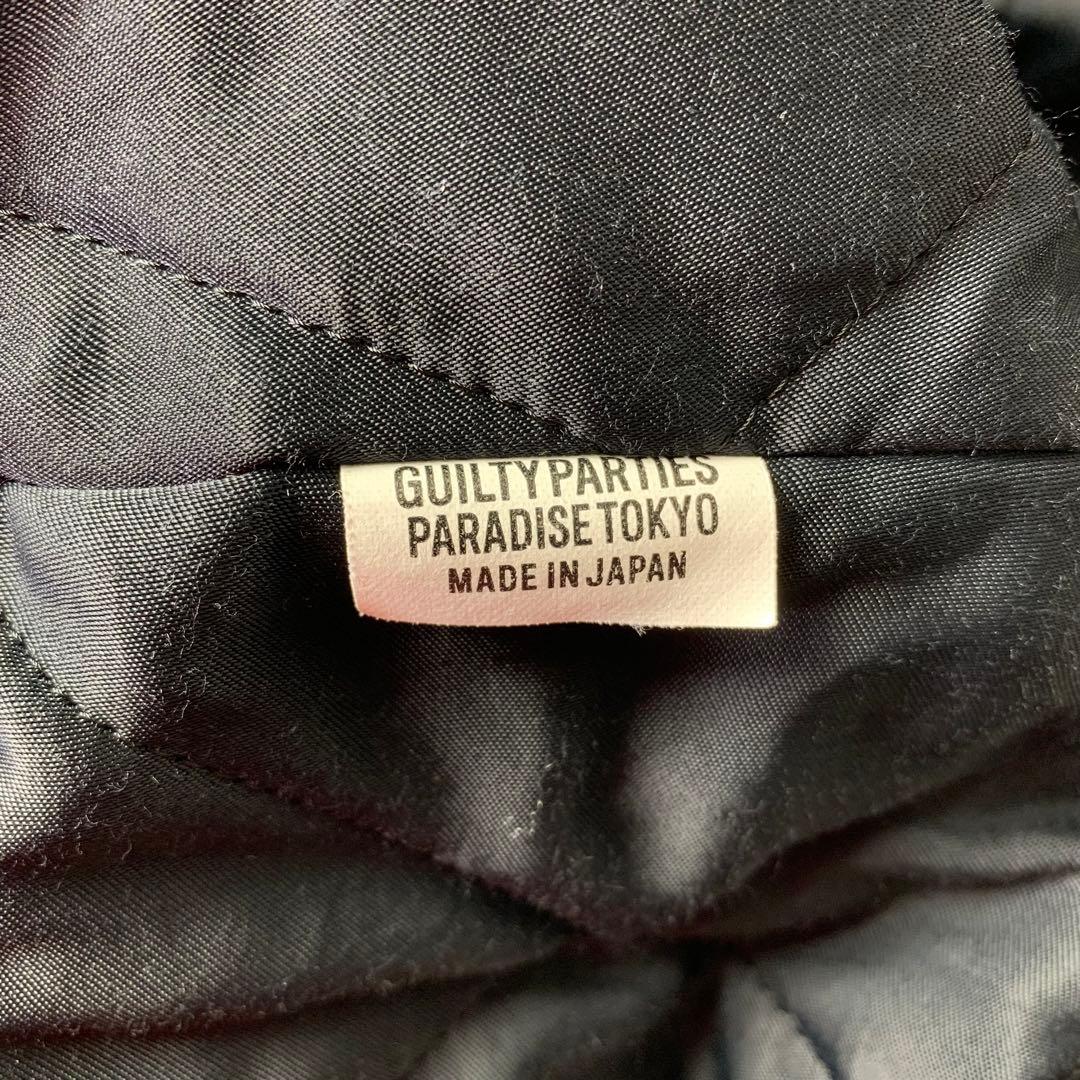 GUILTY PARTIES
PARADISE TOKYO
MADE IN JAPAN